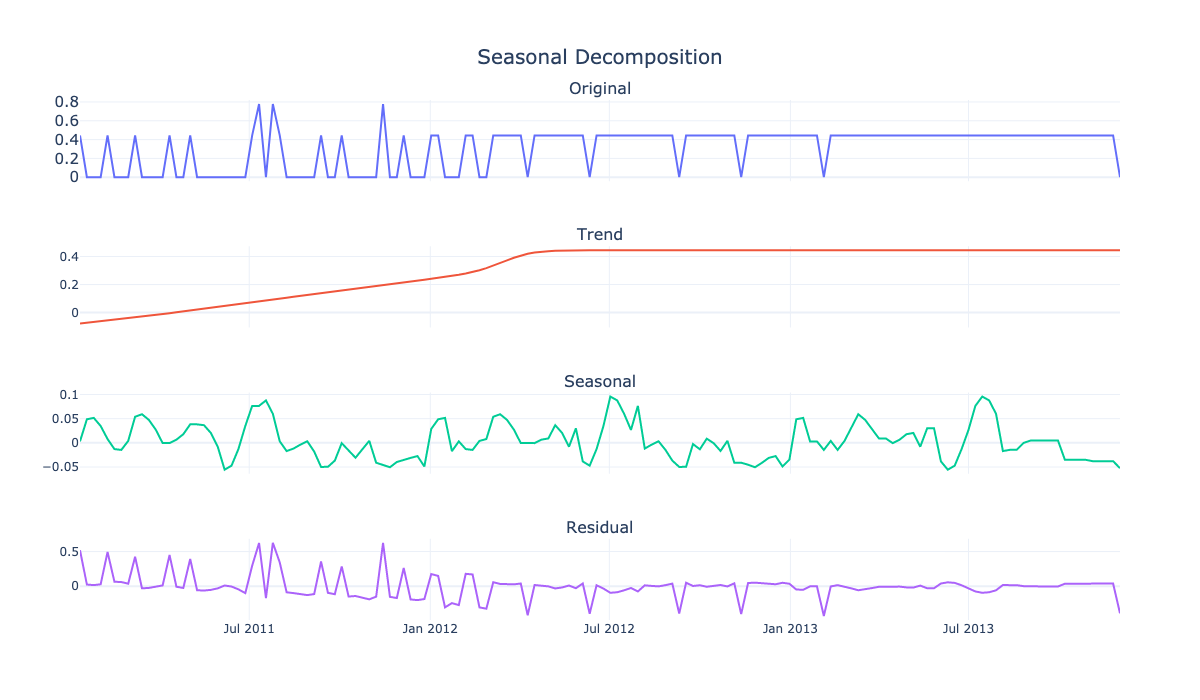 Seasonal Decomposition
Original
0.8
0.6
0.4
0.2
0
Trend
0.4
0.2
0
Seasonal
0.1
0.05
0
−0.05
Residual
0.5
0
Jul 2011 Jan 2012 Jul 2012 Jan 2013 Jul 2013